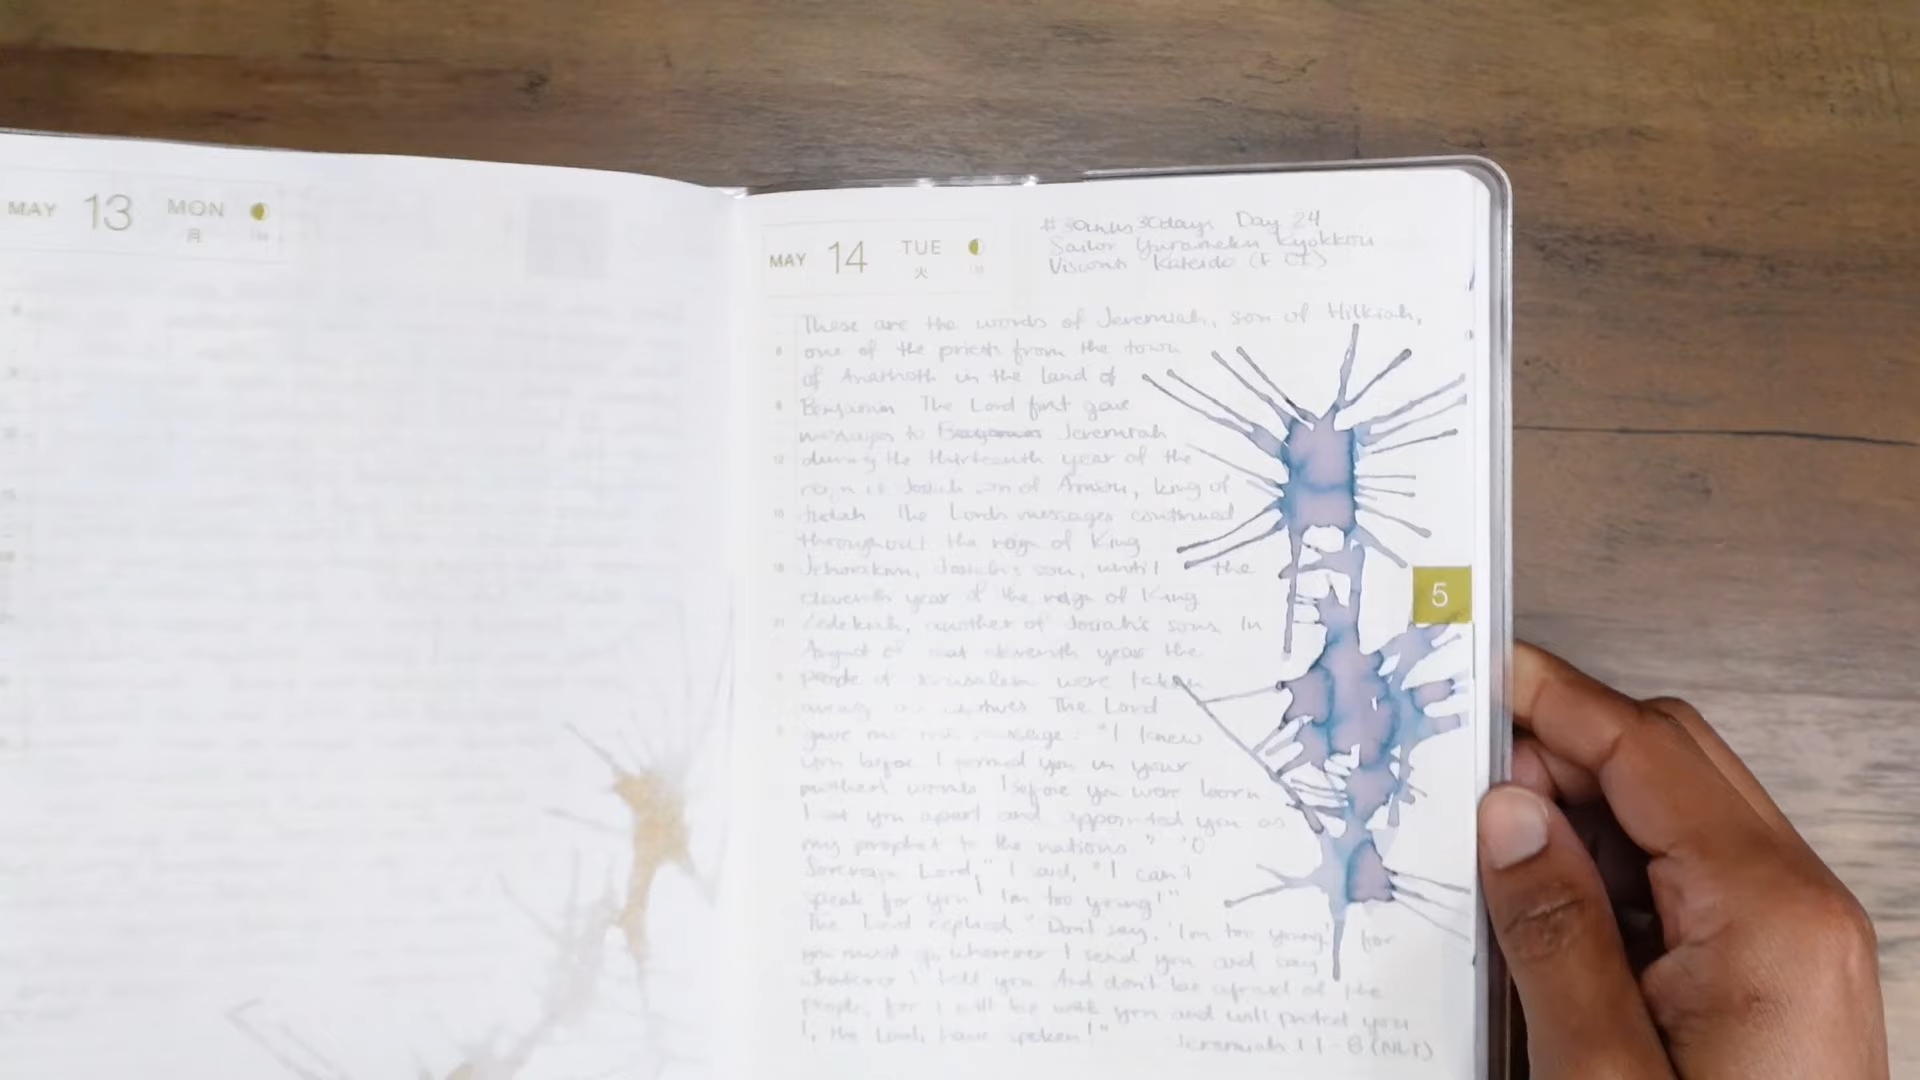 MAY 13 MON
月
MAY 14 TUE
火
#30inks30days Day 24
Sailor Yurameku Kyokkou
Visconti Kaleido (F CI)
These are the words of Jeremiah, son of Hilkiah,
one of the priests from the town
of Anathoth in the land of
Benjamin The Lord first gave
messages to Jeremiah
during the thirteenth year of the
reign of Josiah son of Amon, king of
Judah The Lord's messages continued
throughout the reign of King
Jehoiakim, Josiah's son, until the
eleventh year of the reign of King
Zedekiah, another of Josiah's sons In
August of that eleventh year the
people of Jerusalem were taken
away as captives The Lord
gave me this message: "I knew
you before I formed you in your
mother's womb Before you were born
I set you apart and appointed you as
my prophet to the nations." "O
Sovereign Lord," I said, "I can't
speak for you! I'm too young!"
The Lord replied "Don't say, 'I'm too young' for
you must go wherever I send you and say
whatever I tell you And don't be afraid of the
people, for I will be with you and will protect you
I, the Lord, have spoken!"
Jeremiah 1 1-8 (NLT)
5